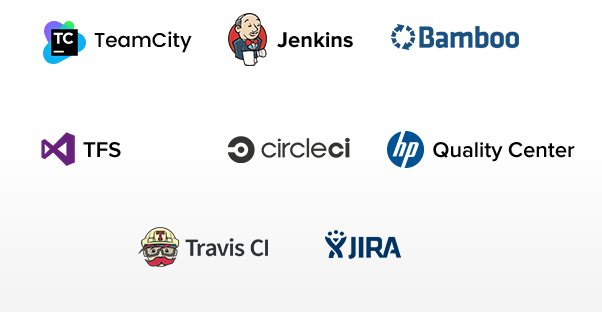 TC TeamCity
Jenkins
Bamboo
TFS
circleci
hp Quality Center
T Travis CI
JIRA